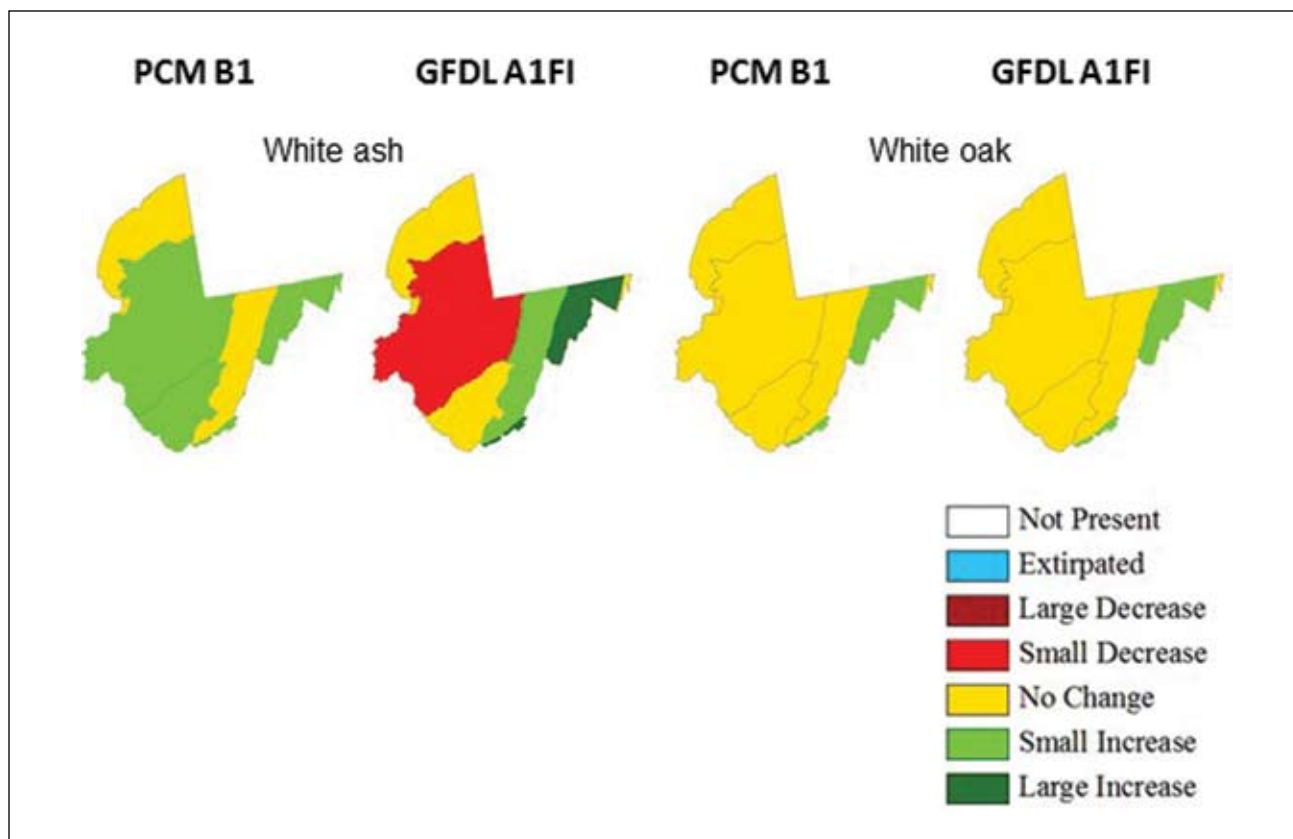 PCM B1 GFDL A1FI PCM B1 GFDL A1FI
White ash White oak
Not Present
Extirpated
Large Decrease
Small Decrease
No Change
Small Increase
Large Increase